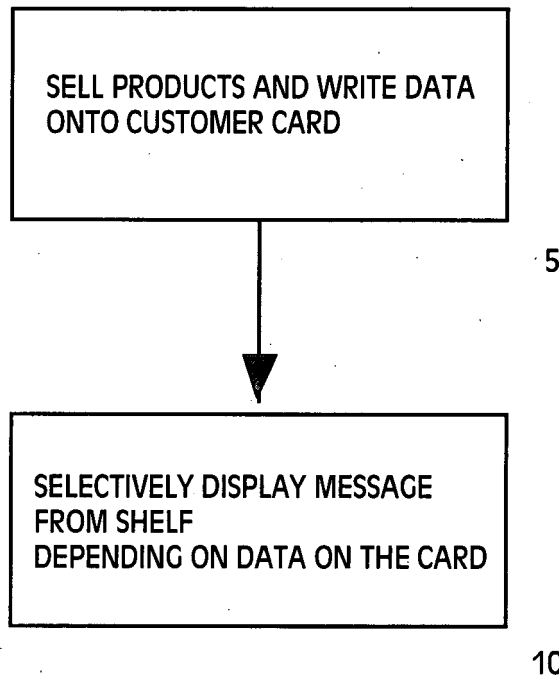 SELL PRODUCTS AND WRITE DATA
ONTO CUSTOMER CARD
5
SELECTIVELY DISPLAY MESSAGE
FROM SHELF
DEPENDING ON DATA ON THE CARD
10